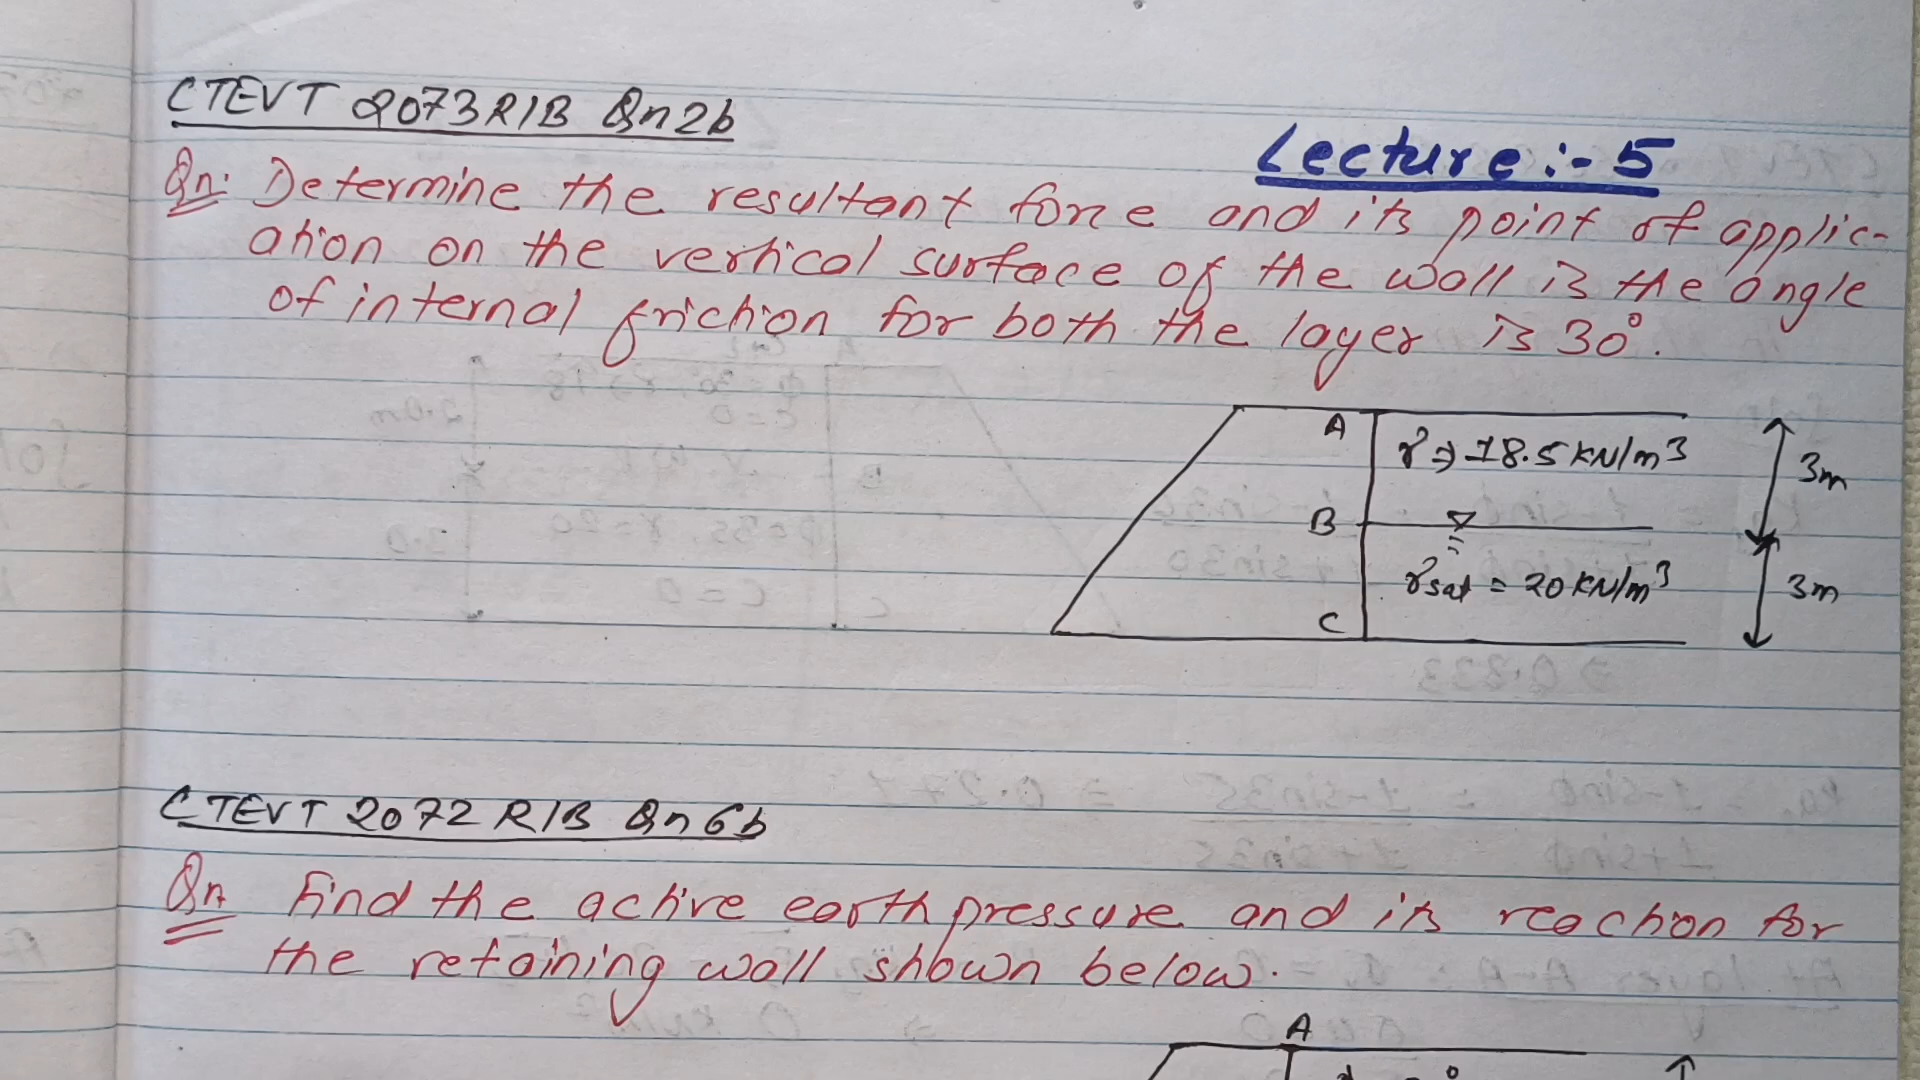 CTEVT 2073 R/B Qn 2b
Lecture:- 5
Qn: Determine the resultant force and its point of applic-
ation on the vertical surface of the wall is the angle
of internal friction for both the layer is 30°.
A
γ ⇒ 18.5 KN/m³
3m
B
γsat = 20 KN/m³
3m
C
CTEVT 2072 R/B Qn 6b
Qn Find the active earth pressure and its reaction for
the retaining wall shown below.
A